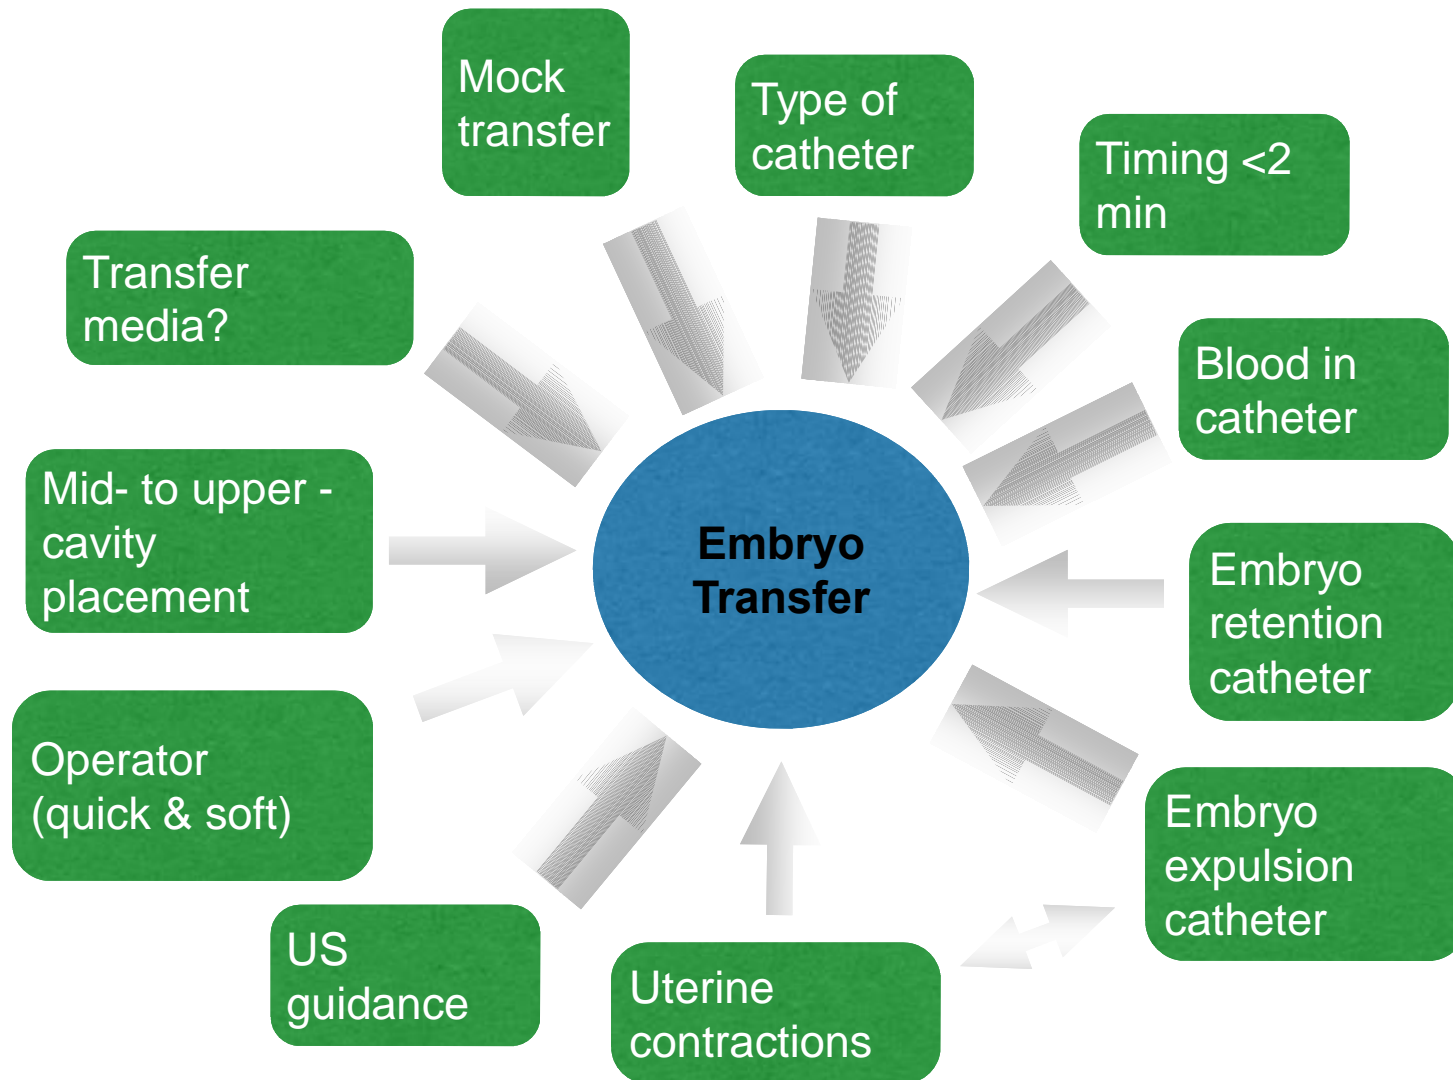 Mock
transfer
Type of
catheter
Timing <2
min
Transfer
media?
Blood in
catheter
Mid- to upper -
cavity
placement
Embryo
Transfer
Embryo
retention
catheter
Operator
(quick & soft)
Embryo
expulsion
catheter
US
guidance
Uterine
contractions